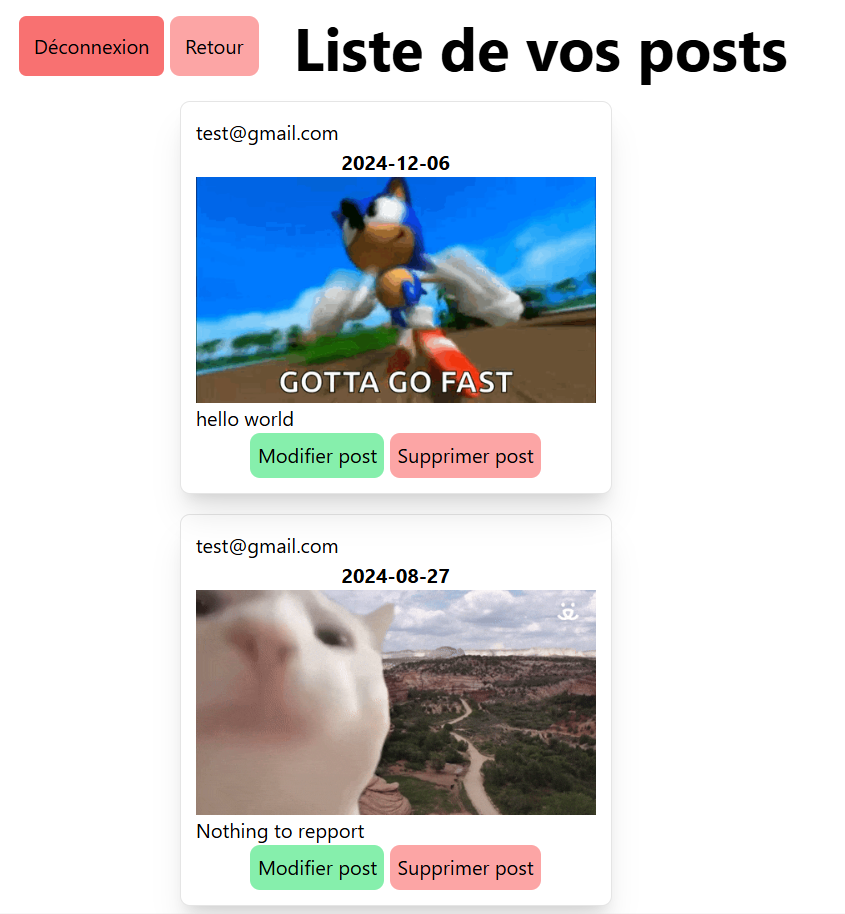 Déconnexion Retour Liste de vos posts
test@gmail.com
2024-12-06
GOTTA GO FAST
hello world
Modifier post Supprimer post
test@gmail.com
2024-08-27
Nothing to repport
Modifier post Supprimer post